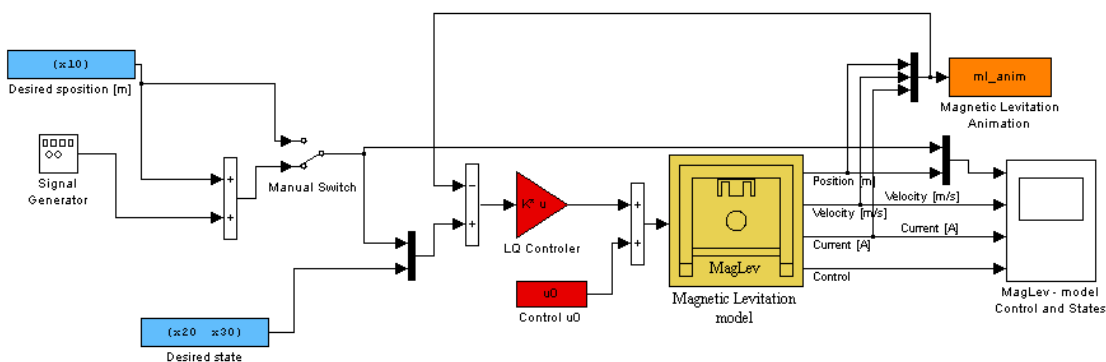 (x10)
Desired sposition [m]
Signal
Generator
+
+
Manual Switch
(x20 x30)
Desired state
−
+
K* u
LQ Controler
u0
Control u0
+
+
MagLev
Magnetic Levitation
model
Position [m]
Velocity [m/s]
Current [A]
Control
Velocity [m/s]
Current [A]
ml_anim
Magnetic Levitation
Animation
MagLev - model
Control and States